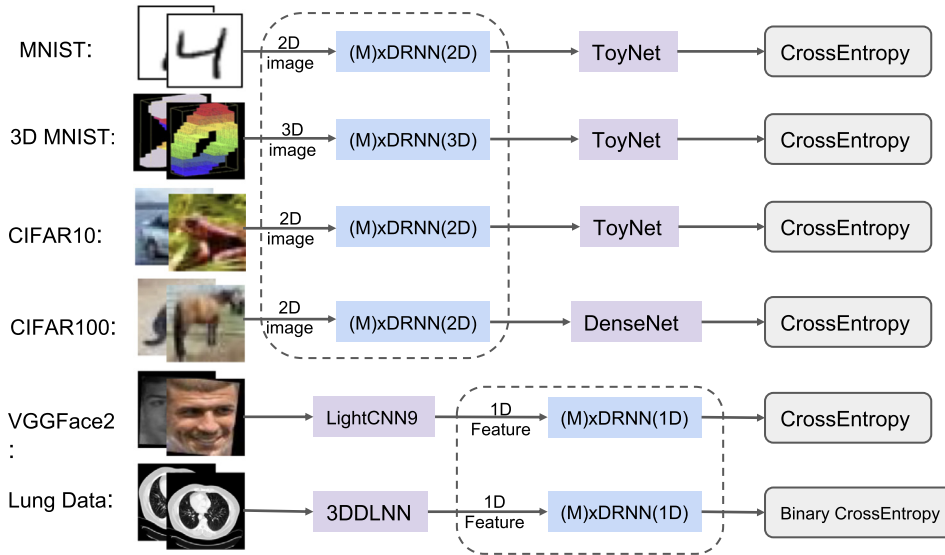 MNIST:
2D
image
(M)xDRNN(2D)
ToyNet
CrossEntropy
3D MNIST:
3D
image
(M)xDRNN(3D)
ToyNet
CrossEntropy
CIFAR10:
2D
image
(M)xDRNN(2D)
ToyNet
CrossEntropy
CIFAR100:
2D
image
(M)xDRNN(2D)
DenseNet
CrossEntropy
VGGFace2
:
LightCNN9
1D
Feature
(M)xDRNN(1D)
CrossEntropy
Lung Data:
3DDLNN
1D
Feature
(M)xDRNN(1D)
Binary CrossEntropy
4